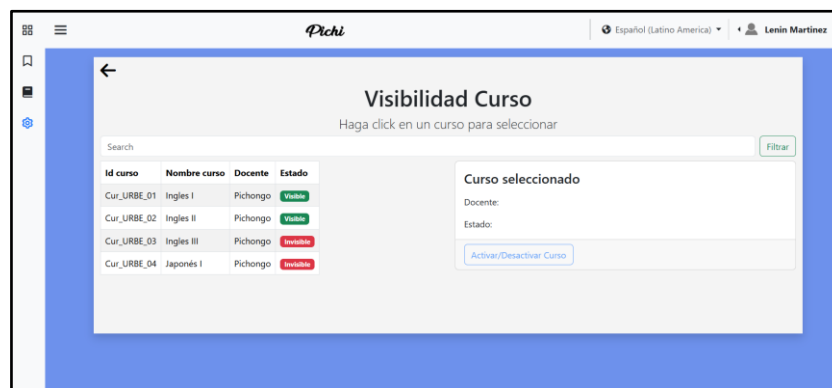 Pichi
Español (Latino America)
Lenin Martinez
Visibilidad Curso
Haga click en un curso para seleccionar
Search
Filtrar
Id curso Nombre curso Docente Estado
Cur_URBE_01 Ingles I Pichongo Visible
Cur_URBE_02 Ingles II Pichongo Visible
Cur_URBE_03 Ingles III Pichongo Invisible
Cur_URBE_04 Japonés I Pichongo Invisible
Curso seleccionado
Docente:
Estado:
Activar/Desactivar Curso